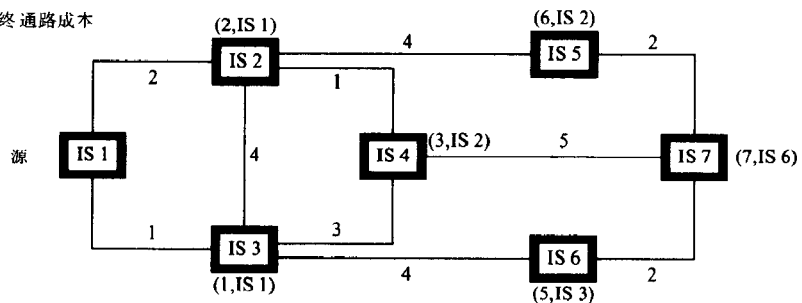 终通路成本
(2,IS 1)
(6,IS 2)
IS 2
4
IS 5
2
2
1
源
IS 1
4
IS 4
(3,IS 2)
5
IS 7
(7,IS 6)
1
3
IS 3
4
IS 6
2
(1,IS 1)
(5,IS 3)